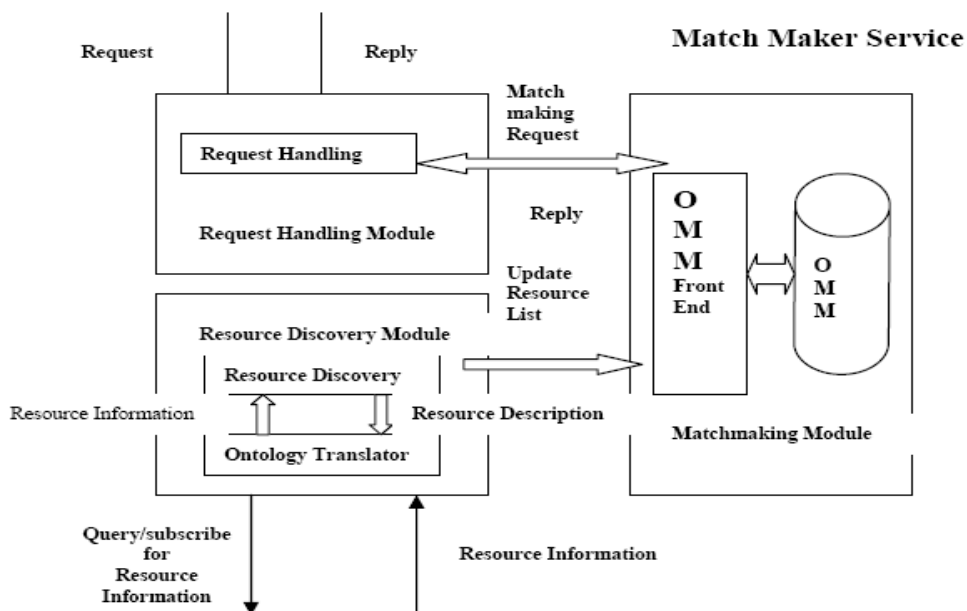 Match Maker Service
Request
Reply
Match
making
Request
Request Handling
Request Handling Module
Reply
O
M
M
Front
End
O
M
M
Update
Resource
List
Resource Discovery Module
Resource Discovery
Resource Information
Resource Description
Ontology Translator
Matchmaking Module
Query/subscribe
for
Resource
Information
Resource Information